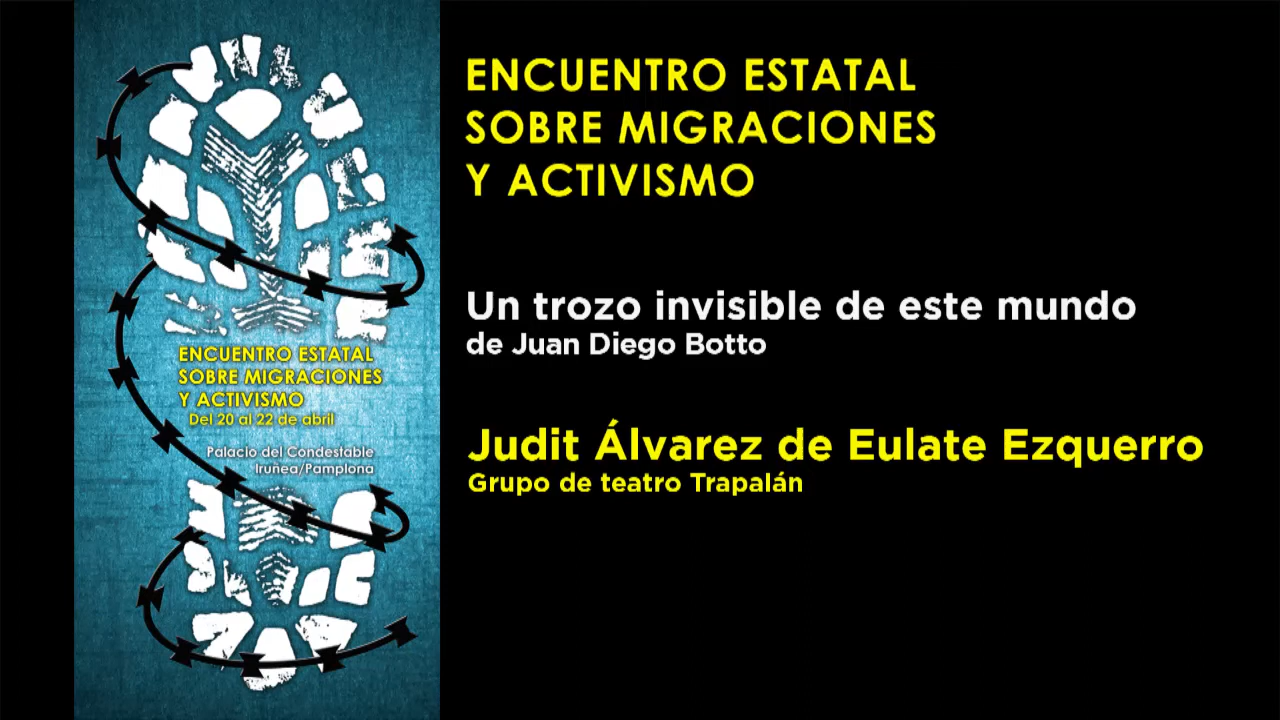 ENCUENTRO ESTATAL
SOBRE MIGRACIONES
Y ACTIVISMO
Del 20 al 22 de abril
Palacio del Condestable
Iruñea/Pamplona
ENCUENTRO ESTATAL
SOBRE MIGRACIONES
Y ACTIVISMO
Un trozo invisible de este mundo
de Juan Diego Botto
Judit Álvarez de Eulate Ezquerro
Grupo de teatro Trapalán